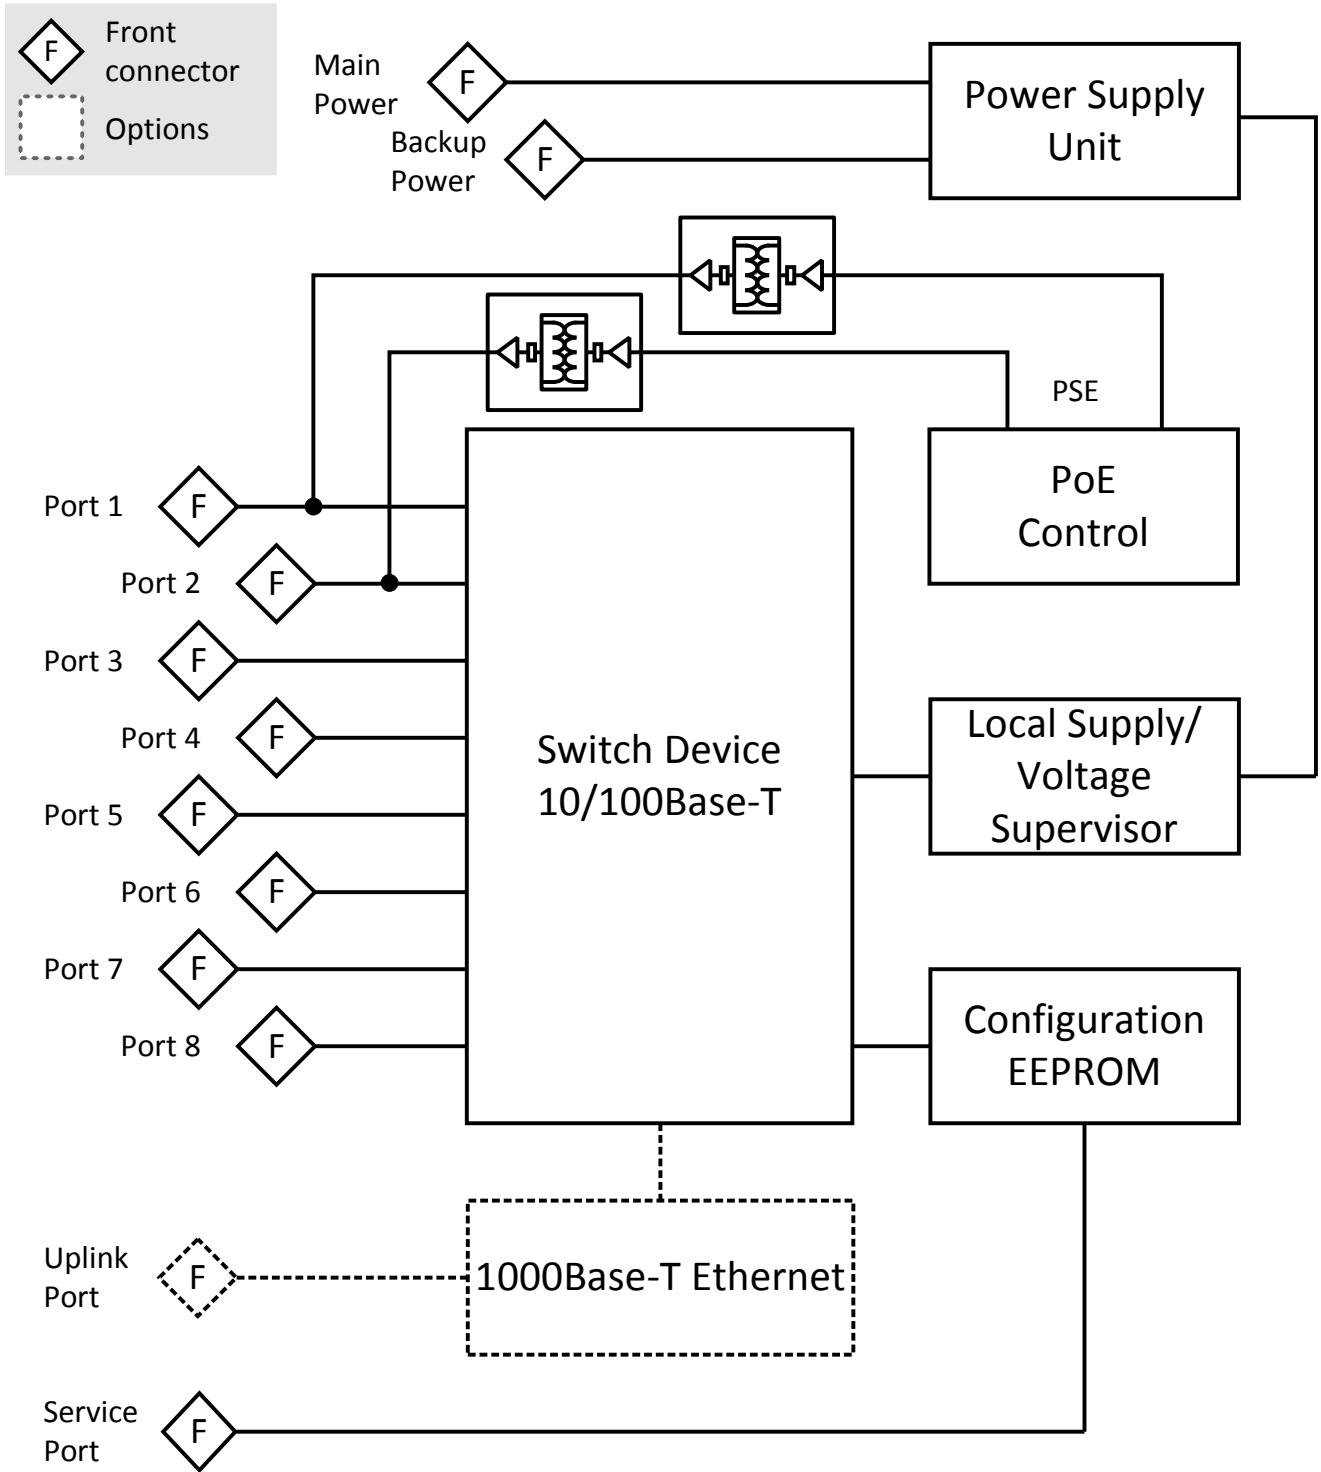 F
Front
connector
Options
Main
Power
F
Backup
Power
F
Power Supply
Unit
PSE
PoE
Control
Port 1
F
Port 2
F
Port 3
F
Port 4
F
Port 5
F
Port 6
F
Port 7
F
Port 8
F
Switch Device
10/100Base-T
Local Supply/
Voltage
Supervisor
Configuration
EEPROM
Uplink
Port
F
1000Base-T Ethernet
Service
Port
F